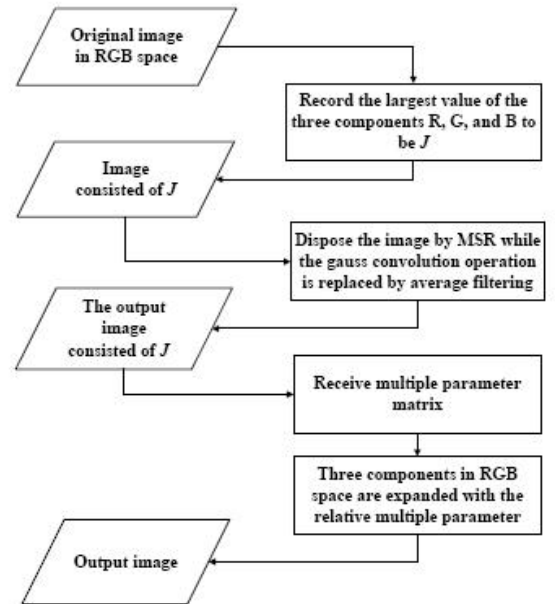 Original image
in RGB space
Record the largest value of the
three components R, G, and B to
be J
Image
consisted of J
Dispose the image by MSR while
the gauss convolution operation
is replaced by average filtering
The output
image
consisted of J
Receive multiple parameter
matrix
Three components in RGB
space are expanded with the
relative multiple parameter
Output image